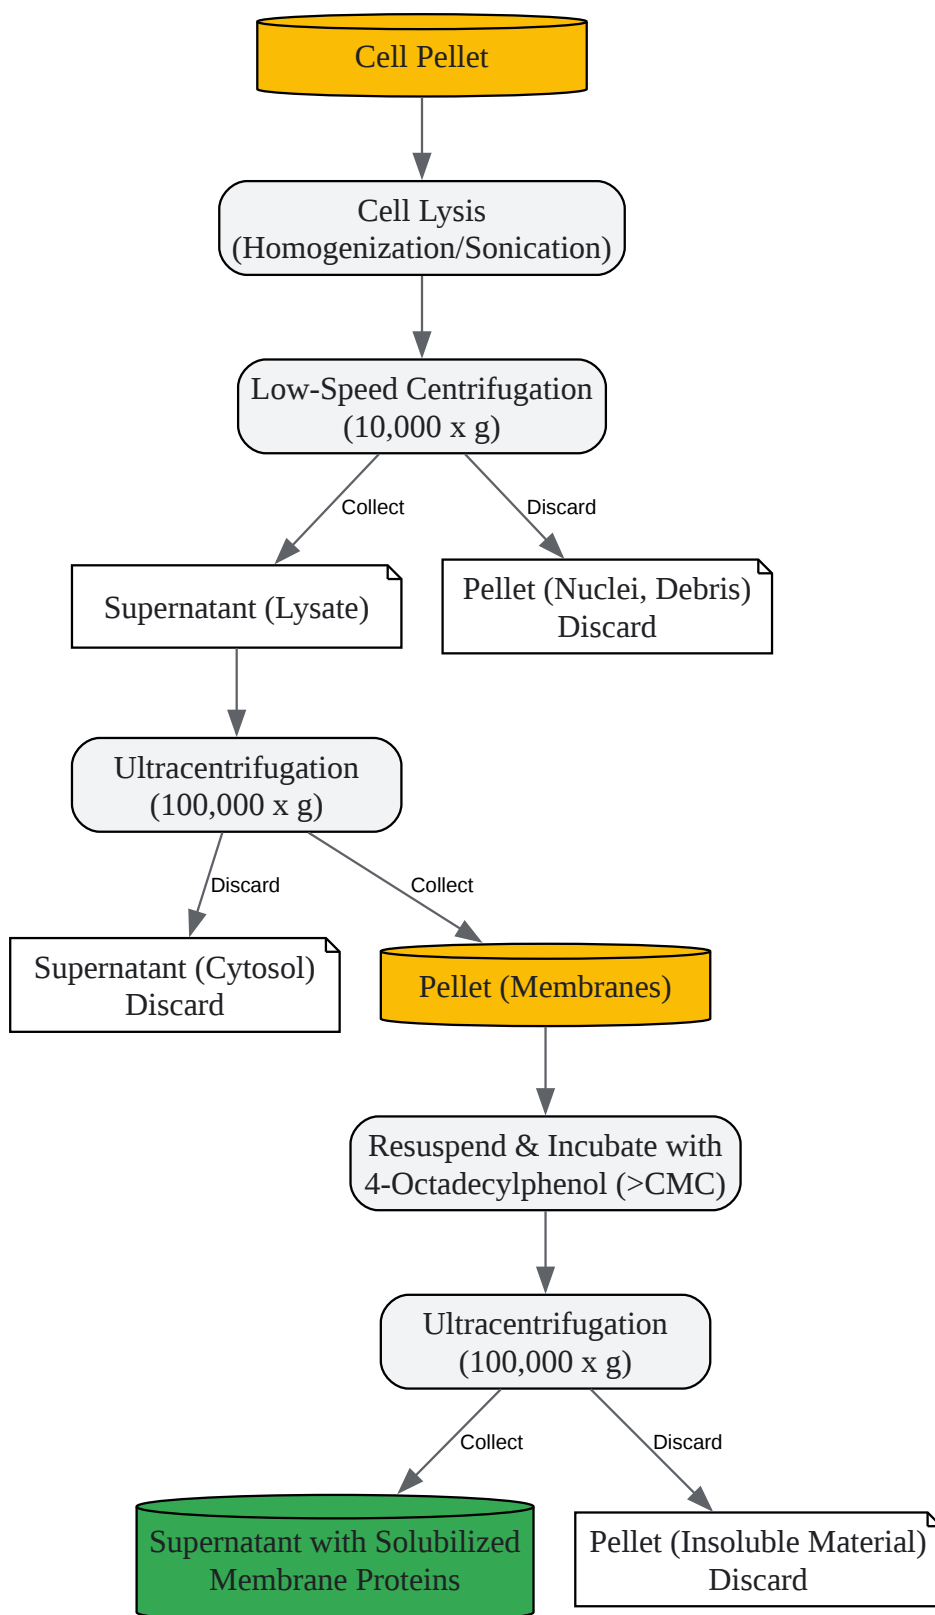 Cell Pellet
Cell Lysis
(Homogenization/Sonication)
Low-Speed Centrifugation
(10,000 x g)
Collect
Discard
Supernatant (Lysate)
Pellet (Nuclei, Debris)
Discard
Ultracentrifugation
(100,000 x g)
Discard
Collect
Supernatant (Cytosol)
Discard
Pellet (Membranes)
Resuspend & Incubate with
4-Octadecylphenol (>CMC)
Ultracentrifugation
(100,000 x g)
Collect
Discard
Supernatant with Solubilized
Membrane Proteins
Pellet (Insoluble Material)
Discard